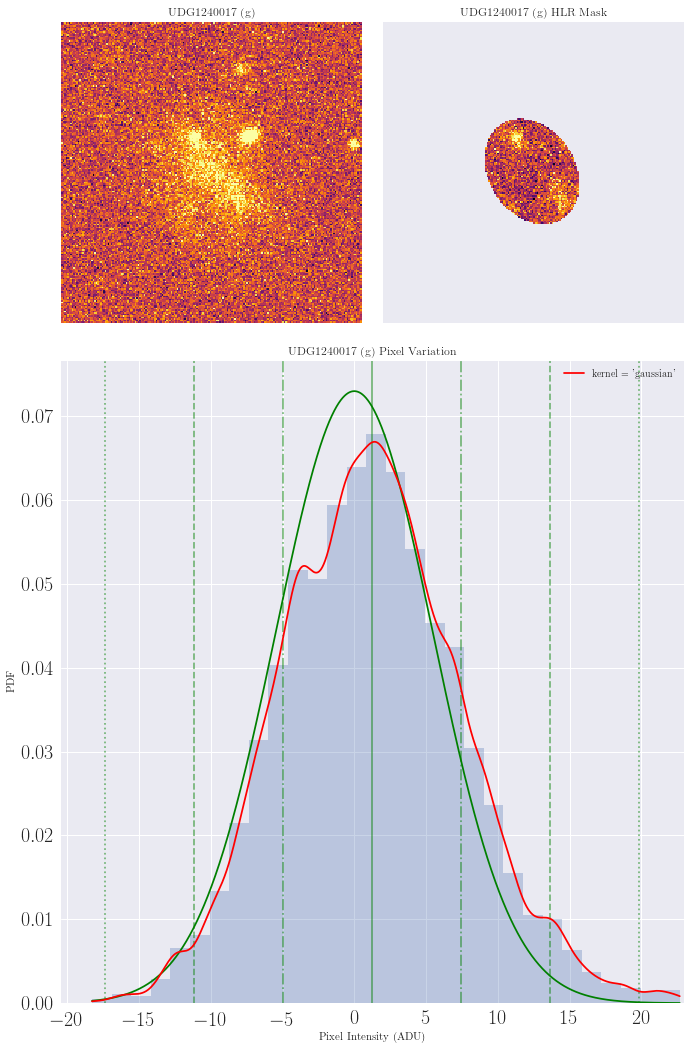 UDG1240017 (g)
UDG1240017 (g) HLR Mask
UDG1240017 (g) Pixel Variation
kernel = 'gaussian'
0.07
0.06
0.05
0.04
0.03
0.02
0.01
0.00
PDF
−20 −15 −10 −5 0 5 10 15 20
Pixel Intensity (ADU)